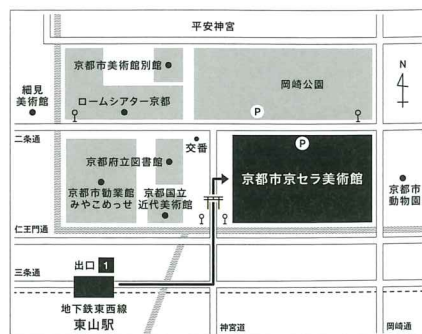 平安神宮
京都市美術館別館
岡崎公園
N
細見
美術館
ロームシアター京都
P
二条通
交番
P
京都府立図書館
京都市京セラ美術館
京都市勧業館
みやこめっせ
京都国立
近代美術館
京都市
動物園
仁王門通
三条通
出口 1
地下鉄東西線
東山駅
神宮道
岡崎通